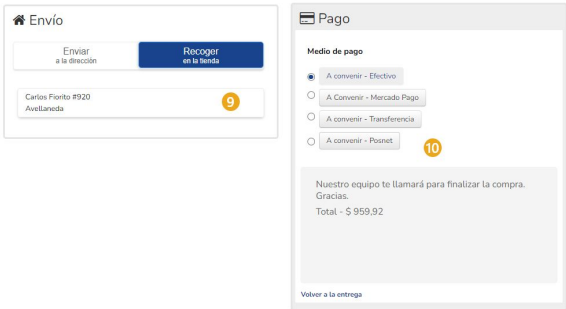 Envío
Enviar
a la dirección
Recoger
en la tienda
Carlos Fiorito #920
Avellaneda
9
Pago
Medio de pago
A convenir - Efectivo
A Convenir - Mercado Pago
A convenir - Transferencia
A convenir - Posnet
10
Nuestro equipo te llamará para finalizar la compra.
Gracias.
Total - $ 959,92
Volver a la entrega